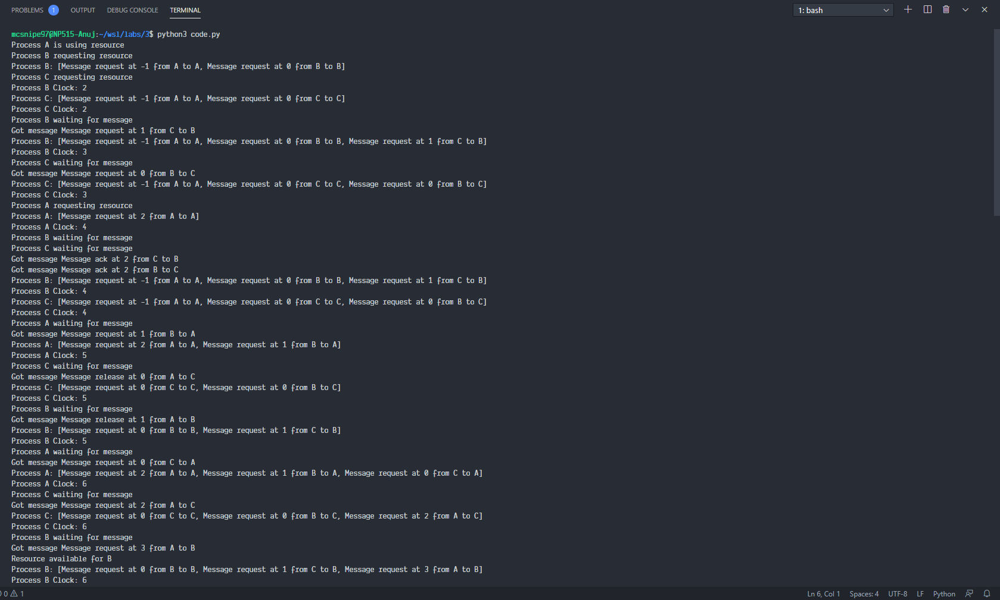 PROBLEMS 1 OUTPUT DEBUG CONSOLE TERMINAL 1: bash
mcsnipe97@NP515-Anuj:~/wsl/labs/3$ python3 code.py
Process A is using resource
Process B requesting resource
Process B: [Message request at -1 from A to A, Message request at 0 from B to B]
Process C requesting resource
Process B Clock: 2
Process C: [Message request at -1 from A to A, Message request at 0 from C to C]
Process C Clock: 2
Process B waiting for message
Got message Message request at 1 from C to B
Process B: [Message request at -1 from A to A, Message request at 0 from B to B, Message request at 1 from C to B]
Process B Clock: 3
Process C waiting for message
Got message Message request at 0 from B to C
Process C: [Message request at -1 from A to A, Message request at 0 from C to C, Message request at 0 from B to C]
Process C Clock: 3
Process A requesting resource
Process A: [Message request at 2 from A to A]
Process A Clock: 4
Process B waiting for message
Process C waiting for message
Got message Message ack at 2 from C to B
Got message Message ack at 2 from B to C
Process B: [Message request at -1 from A to A, Message request at 0 from B to B, Message request at 1 from C to B]
Process B Clock: 4
Process C: [Message request at -1 from A to A, Message request at 0 from C to C, Message request at 0 from B to C]
Process C Clock: 4
Process A waiting for message
Got message Message request at 1 from B to A
Process A: [Message request at 2 from A to A, Message request at 1 from B to A]
Process A Clock: 5
Process C waiting for message
Got message Message release at 0 from A to C
Process C: [Message request at 0 from C to C, Message request at 0 from B to C]
Process C Clock: 5
Process B waiting for message
Got message Message release at 1 from A to B
Process B: [Message request at 0 from B to B, Message request at 1 from C to B]
Process B Clock: 5
Process A waiting for message
Got message Message request at 0 from C to A
Process A: [Message request at 2 from A to A, Message request at 1 from B to A, Message request at 0 from C to A]
Process A Clock: 6
Process C waiting for message
Got message Message request at 2 from A to C
Process C: [Message request at 0 from C to C, Message request at 0 from B to C, Message request at 2 from A to C]
Process C Clock: 6
Process B waiting for message
Got message Message request at 3 from A to B
Resource available for B
Process B: [Message request at 0 from B to B, Message request at 1 from C to B, Message request at 3 from A to B]
Process B Clock: 6
0 1 Ln 6, Col 1 Spaces: 4 UTF-8 LF Python